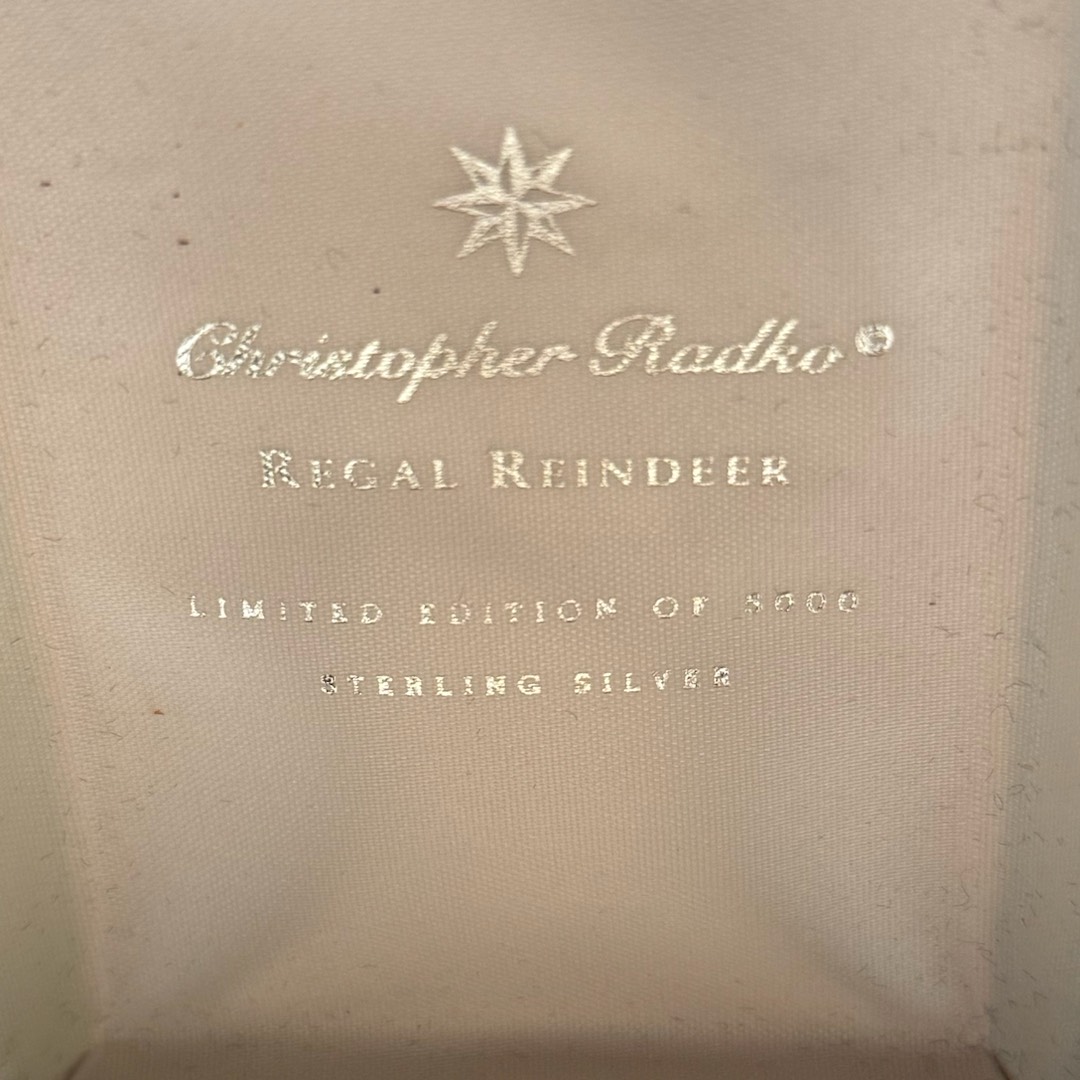 Christopher Radko®
REGAL REINDEER
LIMITED EDITION OF 5000
STERLING SILVER